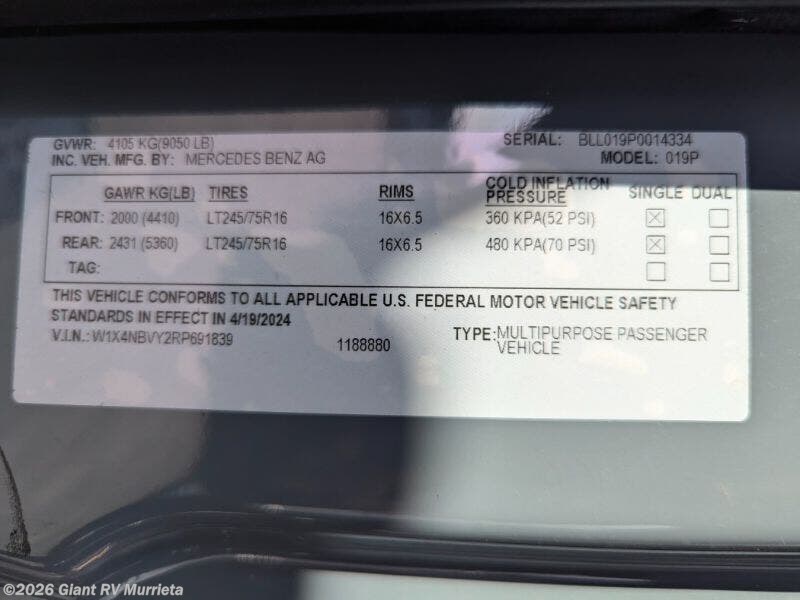 GVWR: 4105 KG(9050 LB) SERIAL: BLL019P0014334
INC. VEH. MFG. BY: MERCEDES BENZ AG MODEL: 019P
GAWR KG(LB) TIRES RIMS COLD INFLATION PRESSURE SINGLE DUAL
FRONT: 2000 (4410) LT245/75R16 16X6.5 360 KPA(52 PSI)
REAR: 2431 (5360) LT245/75R16 16X6.5 480 KPA(70 PSI)
TAG:
THIS VEHICLE CONFORMS TO ALL APPLICABLE U.S. FEDERAL MOTOR VEHICLE SAFETY
STANDARDS IN EFFECT IN 4/19/2024
V.I.N.: W1X4NBVY2RP691839 1188880 TYPE: MULTIPURPOSE PASSENGER
VEHICLE
©2026 Giant RV Murrieta